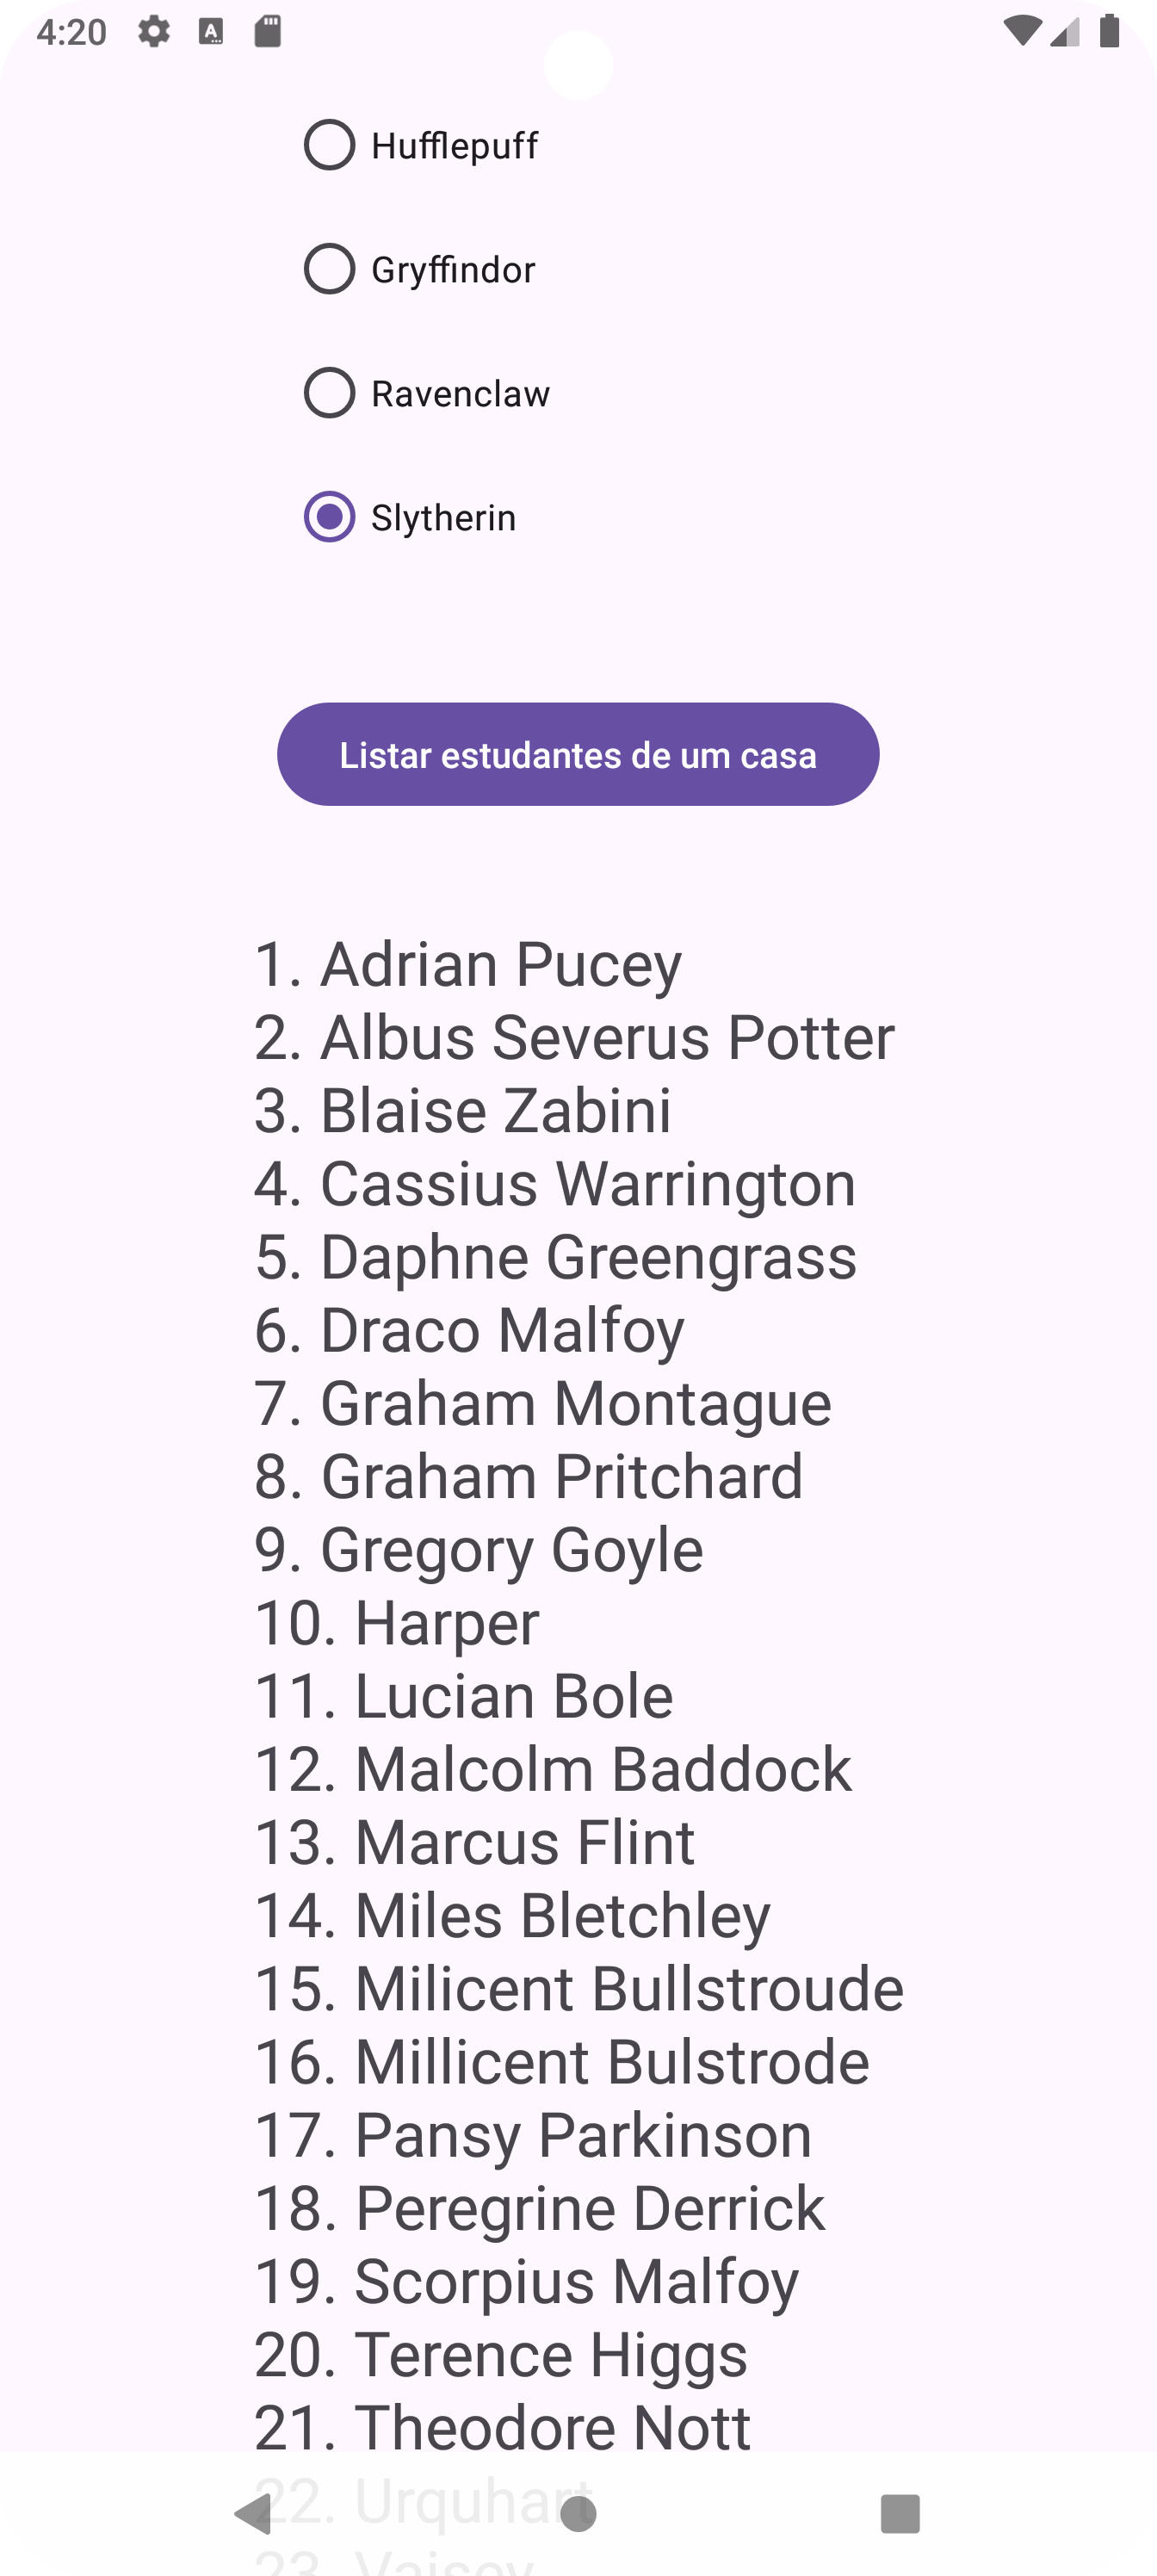 4:20
Hufflepuff
Gryffindor
Ravenclaw
Slytherin
Listar estudantes de um casa
1. Adrian Pucey
2. Albus Severus Potter
3. Blaise Zabini
4. Cassius Warrington
5. Daphne Greengrass
6. Draco Malfoy
7. Graham Montague
8. Graham Pritchard
9. Gregory Goyle
10. Harper
11. Lucian Bole
12. Malcolm Baddock
13. Marcus Flint
14. Miles Bletchley
15. Milicent Bullstroude
16. Millicent Bulstrode
17. Pansy Parkinson
18. Peregrine Derrick
19. Scorpius Malfoy
20. Terence Higgs
21. Theodore Nott
22. Urquhart
23. Vaisey